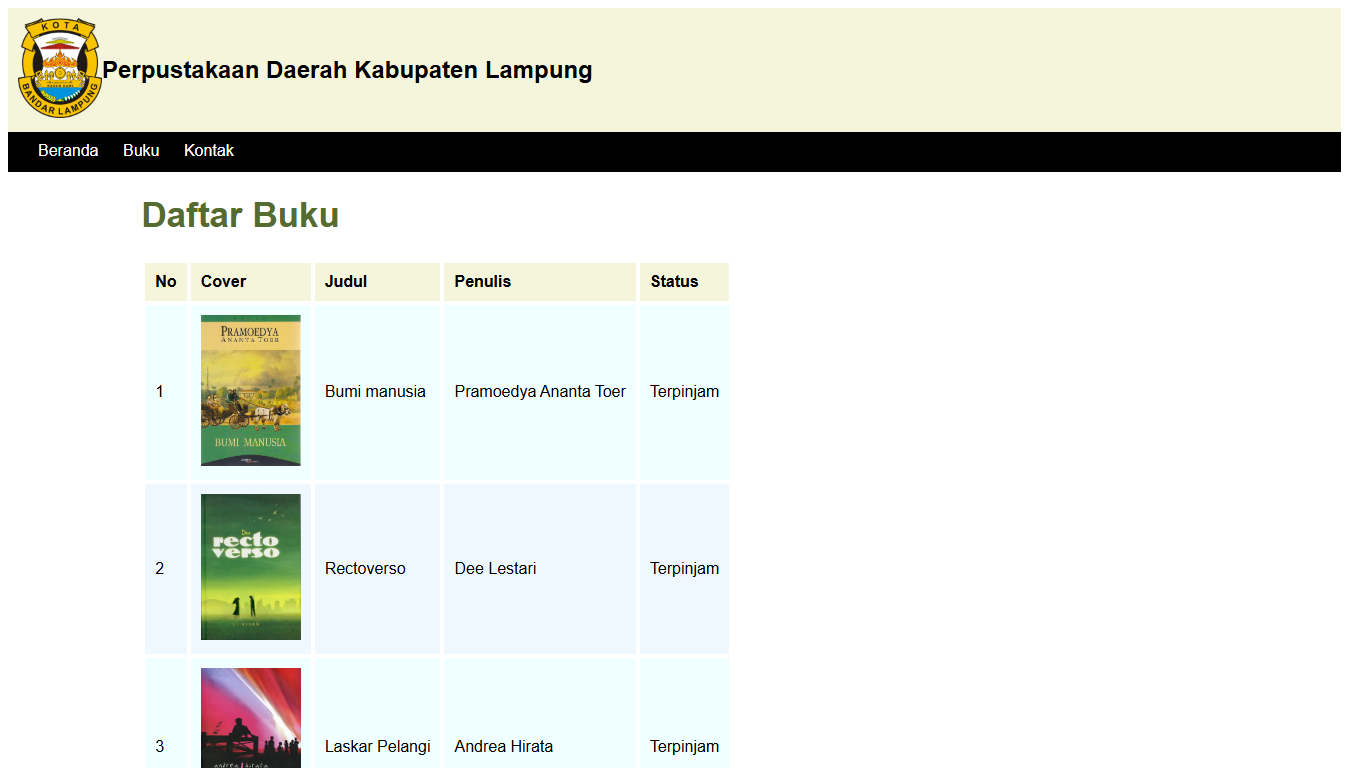 KOTA
BANDAR LAMPUNG
Perpustakaan Daerah Kabupaten Lampung
Beranda Buku Kontak
Daftar Buku
No Cover Judul Penulis Status
PRAMOEDYA
ANANTA TOER
BUMI MANUSIA
1 Bumi manusia Pramoedya Ananta Toer Terpinjam
Dee
recto
verso
2 Rectoverso Dee Lestari Terpinjam
3 Laskar Pelangi Andrea Hirata Terpinjam
andrea hirata